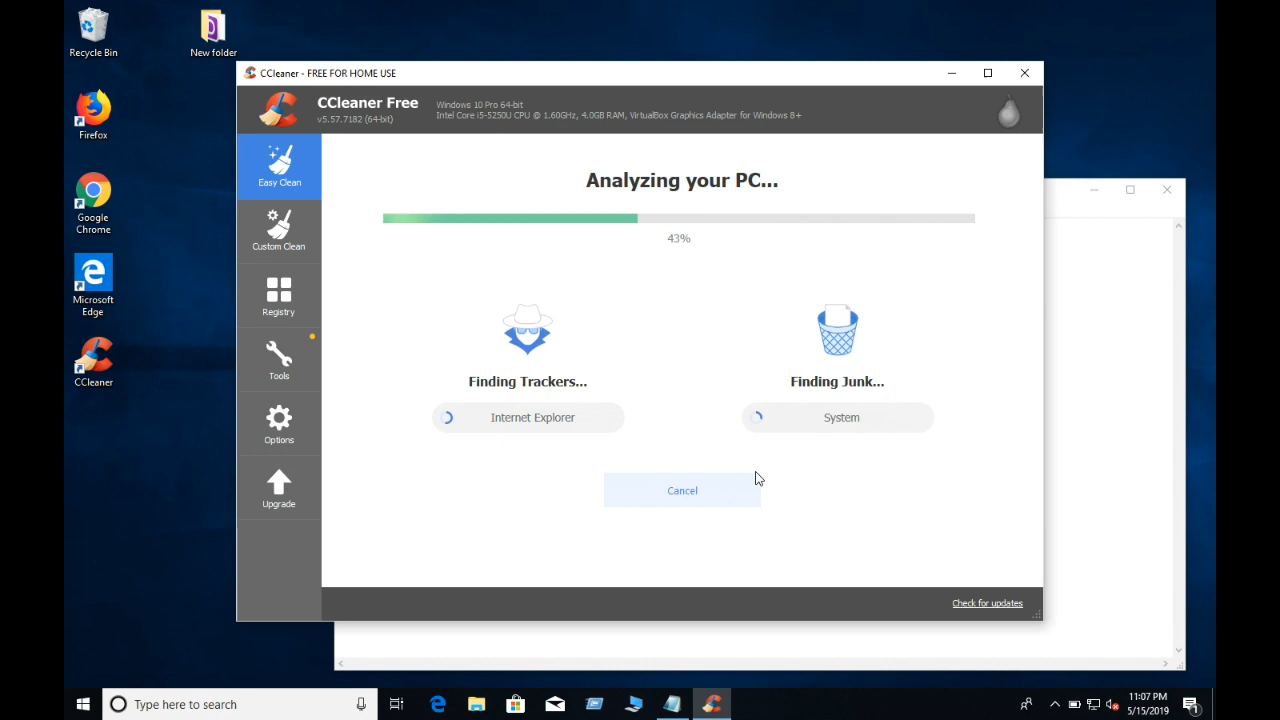 Recycle Bin
New folder
Firefox
Google
Chrome
Microsoft
Edge
CCleaner
CCleaner - FREE FOR HOME USE
CCleaner Free
v5.57.7182 (64-bit)
Windows 10 Pro 64-bit
Intel Core i5-5250U CPU @ 1.60GHz, 4.0GB RAM, VirtualBox Graphics Adapter for Windows 8+
Easy Clean
Custom Clean
Registry
Tools
Options
Upgrade
Analyzing your PC...
43%
Finding Trackers...
Finding Junk...
Internet Explorer
System
Cancel
Check for updates
Type here to search
11:07 PM
5/15/2019
1